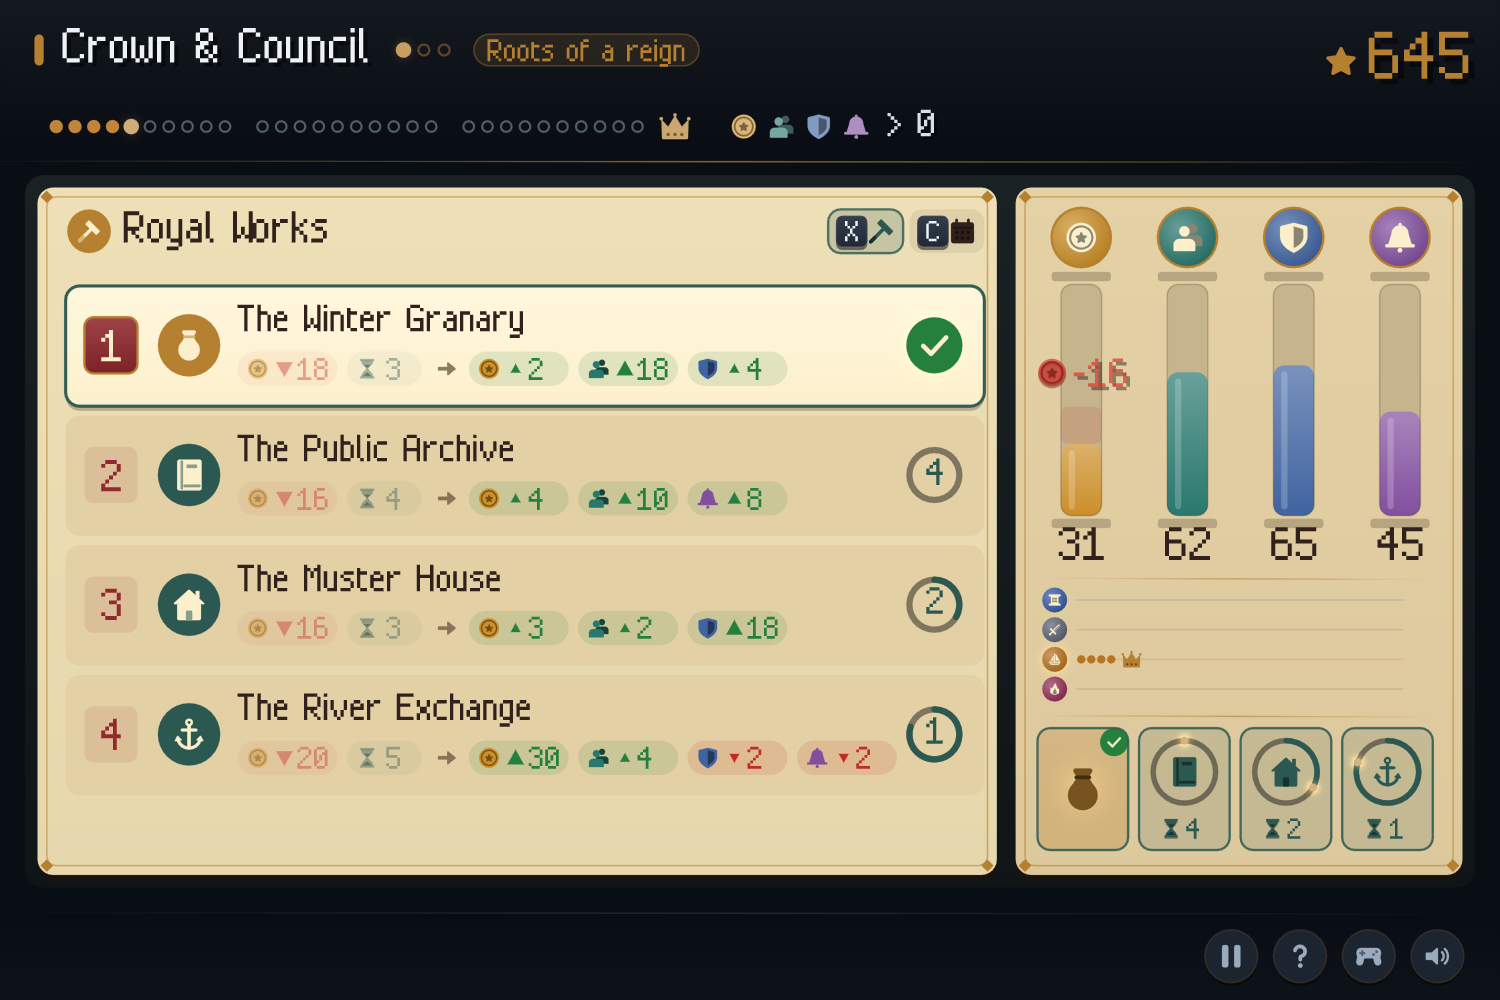 Crown & Council
Roots of a reign
645
> 0
Royal Works
X
C
1
The Winter Granary
▼18 3 → ▲2 ▲18 ▲4
2
The Public Archive
▼16 4 → ▲4 ▲10 ▲8
4
3
The Muster House
▼16 3 → ▲3 ▲2 ▲18
2
4
The River Exchange
▼20 5 → ▲30 ▲4 ▼2 ▼2
1
-16
31 62 65 45
4 2 1
?